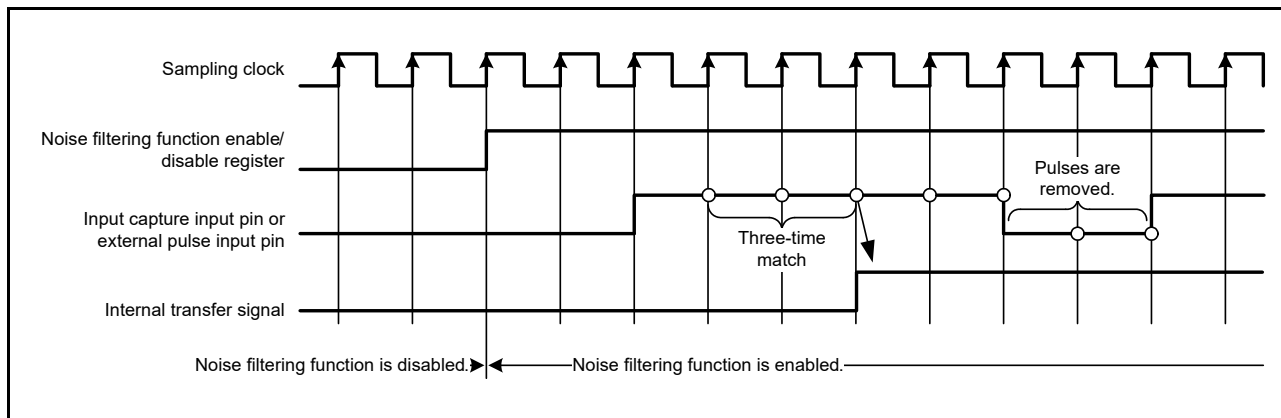 Sampling clock
Noise filtering function enable/
disable register
Pulses are
removed.
Input capture input pin or
external pulse input pin
Three-time
match
Internal transfer signal
Noise filtering function is disabled.
Noise filtering function is enabled.